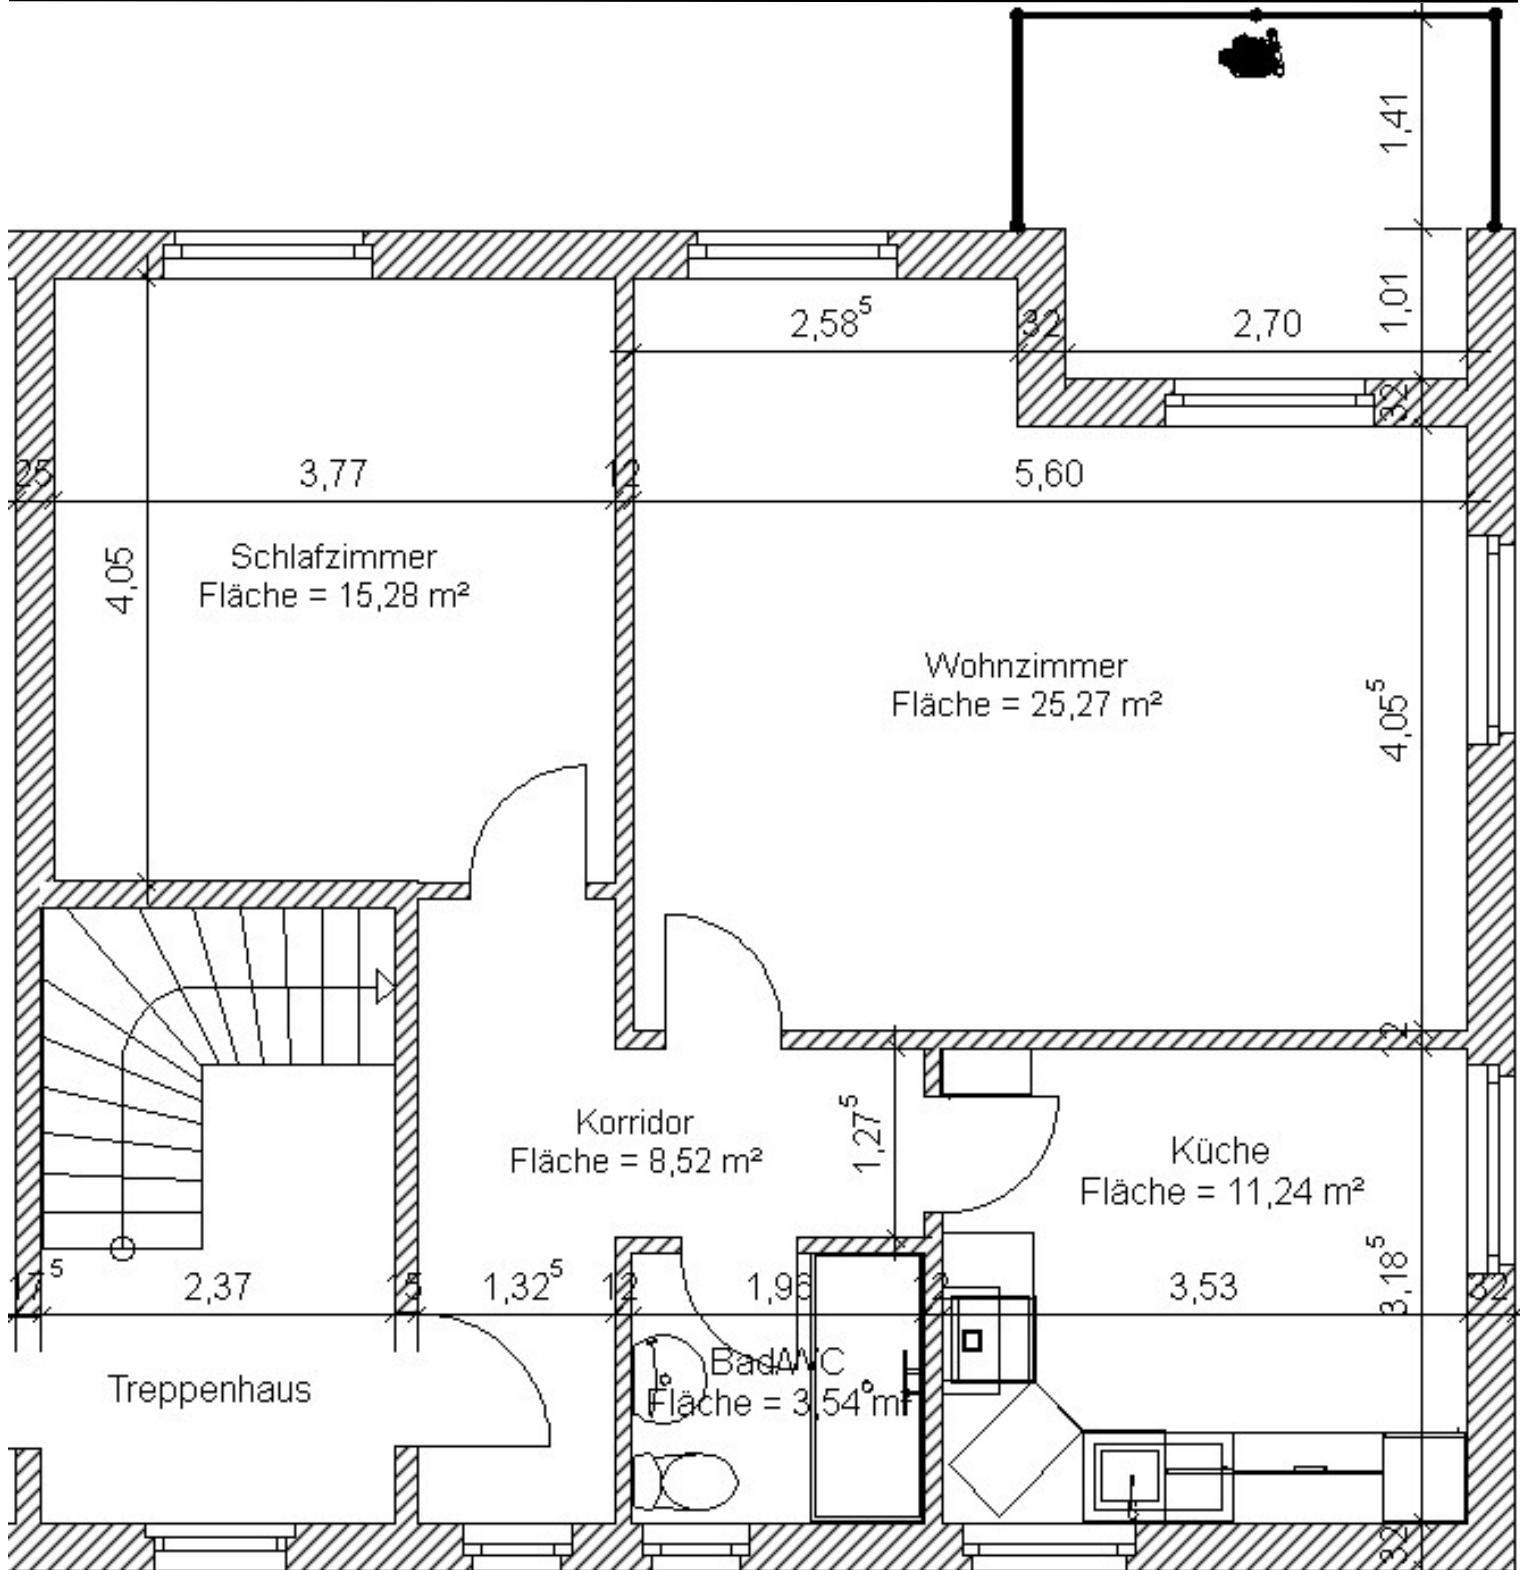 1,41
1,01
2,58⁵
32
2,70
32
25
3,77
12
5,60
4,05
Schlafzimmer
Fläche = 15,28 m²
Wohnzimmer
Fläche = 25,27 m²
4,05⁵
12
1,27⁵
Korridor
Fläche = 8,52 m²
Küche
Fläche = 11,24 m²
3,18⁵
17⁵
2,37
15
1,32⁵
12
1,96
12
3,53
32
Treppenhaus
Bad/WC
Fläche = 3,54 m²
32